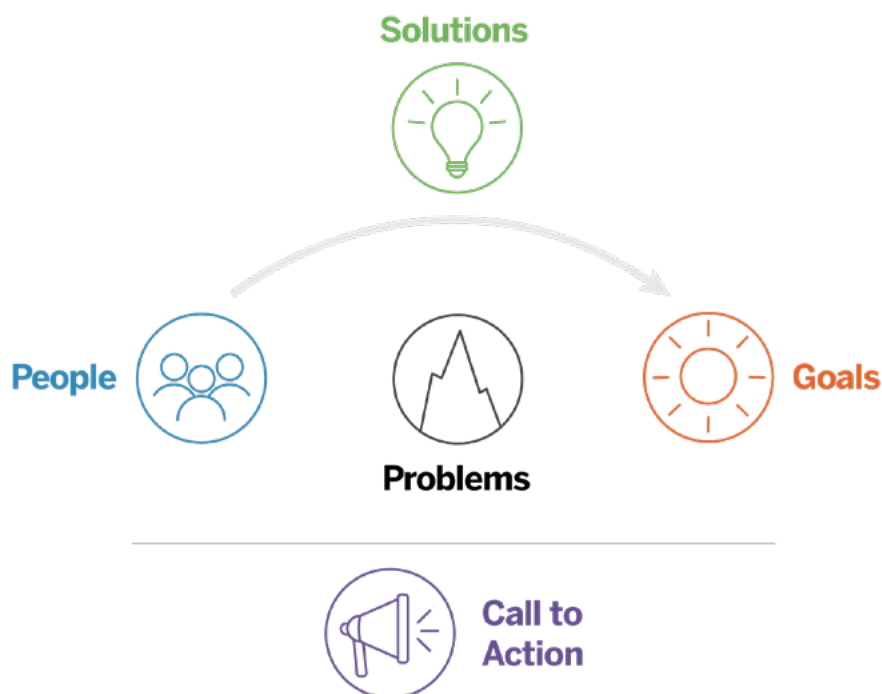 Solutions
People
Goals
Problems
Call to
Action